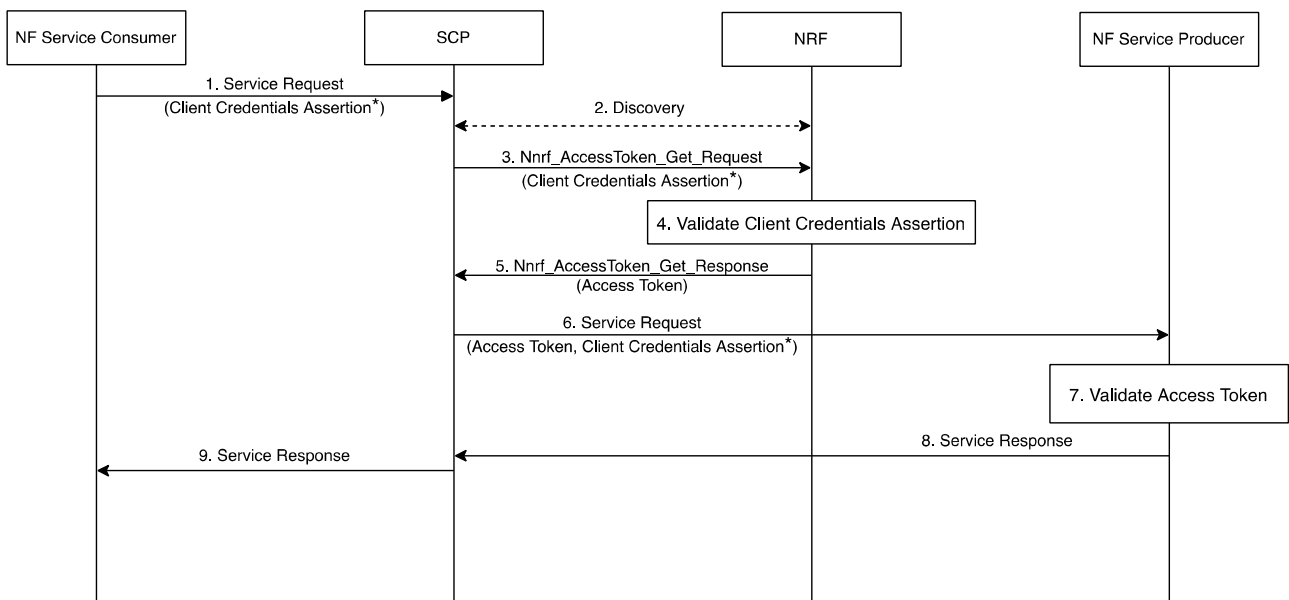 NF Service Consumer
SCP
NRF
NF Service Producer
1. Service Request
(Client Credentials Assertion*)
2. Discovery
3. Nnrf_AccessToken_Get_Request
(Client Credentials Assertion*)
4. Validate Client Credentials Assertion
5. Nnrf_AccessToken_Get_Response
(Access Token)
6. Service Request
(Access Token, Client Credentials Assertion*)
7. Validate Access Token
8. Service Response
9. Service Response